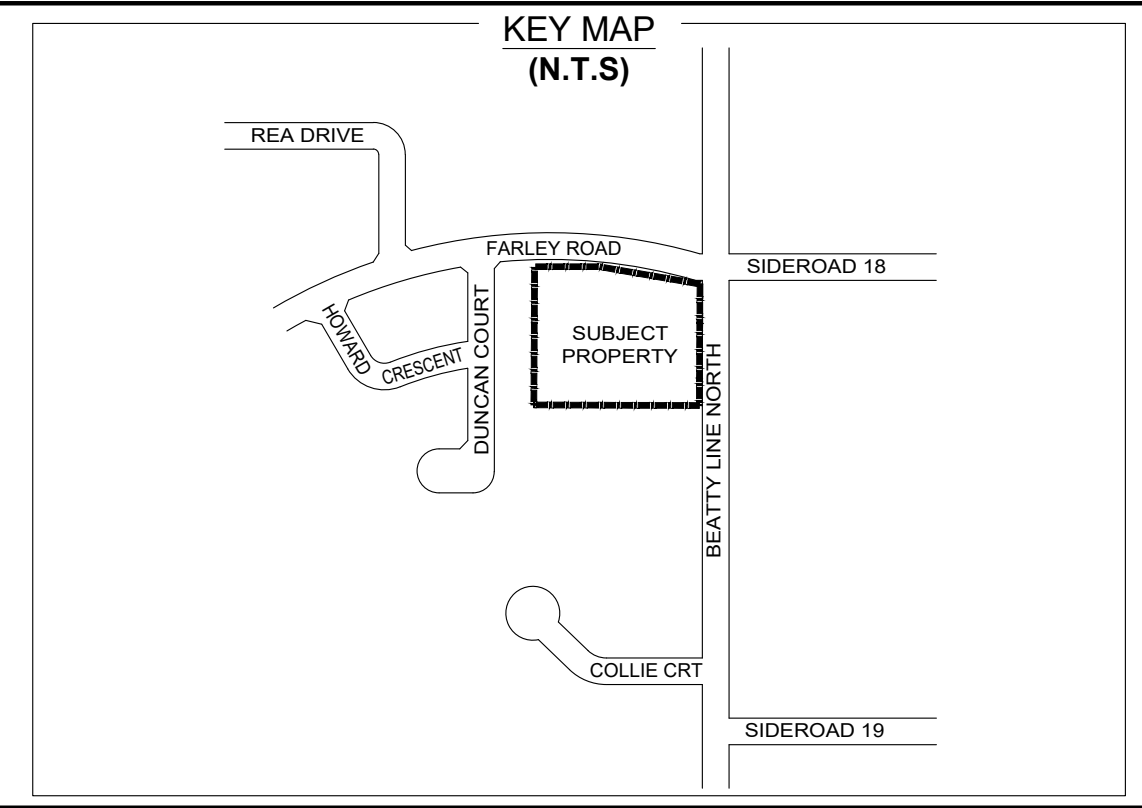 KEY MAP
(N.T.S)
REA DRIVE
FARLEY ROAD
SIDEROAD 18
HOWARD
CRESCENT
DUNCAN COURT
SUBJECT
PROPERTY
BEATTY LINE NORTH
COLLIE CRT
SIDEROAD 19